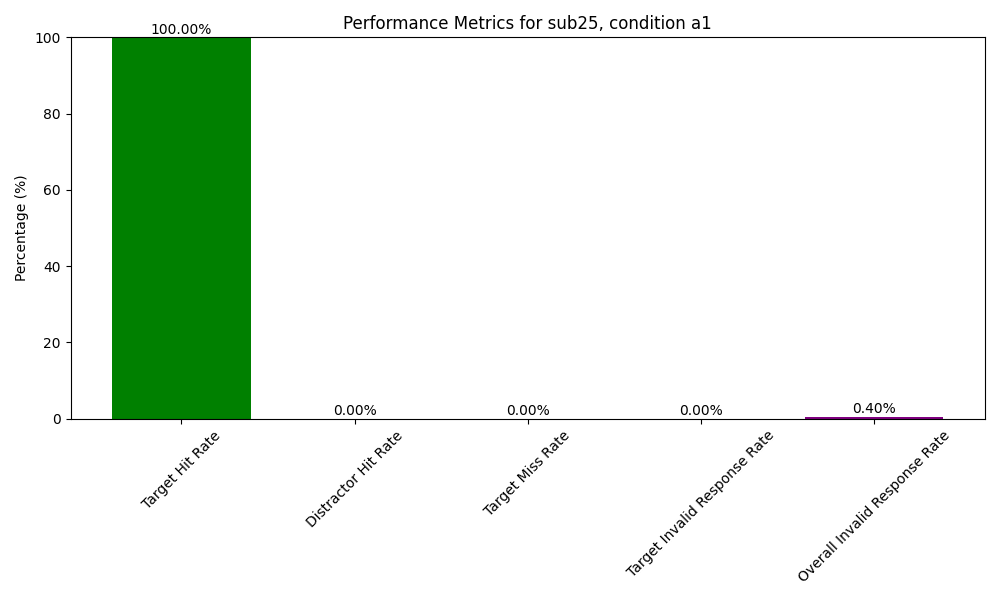 Performance Metrics for sub25, condition a1
100.00%
100
80
60
40
20
0
Percentage (%)
0.00%
0.00%
0.00%
0.40%
Target Hit Rate
Distractor Hit Rate
Target Miss Rate
Target Invalid Response Rate
Overall Invalid Response Rate